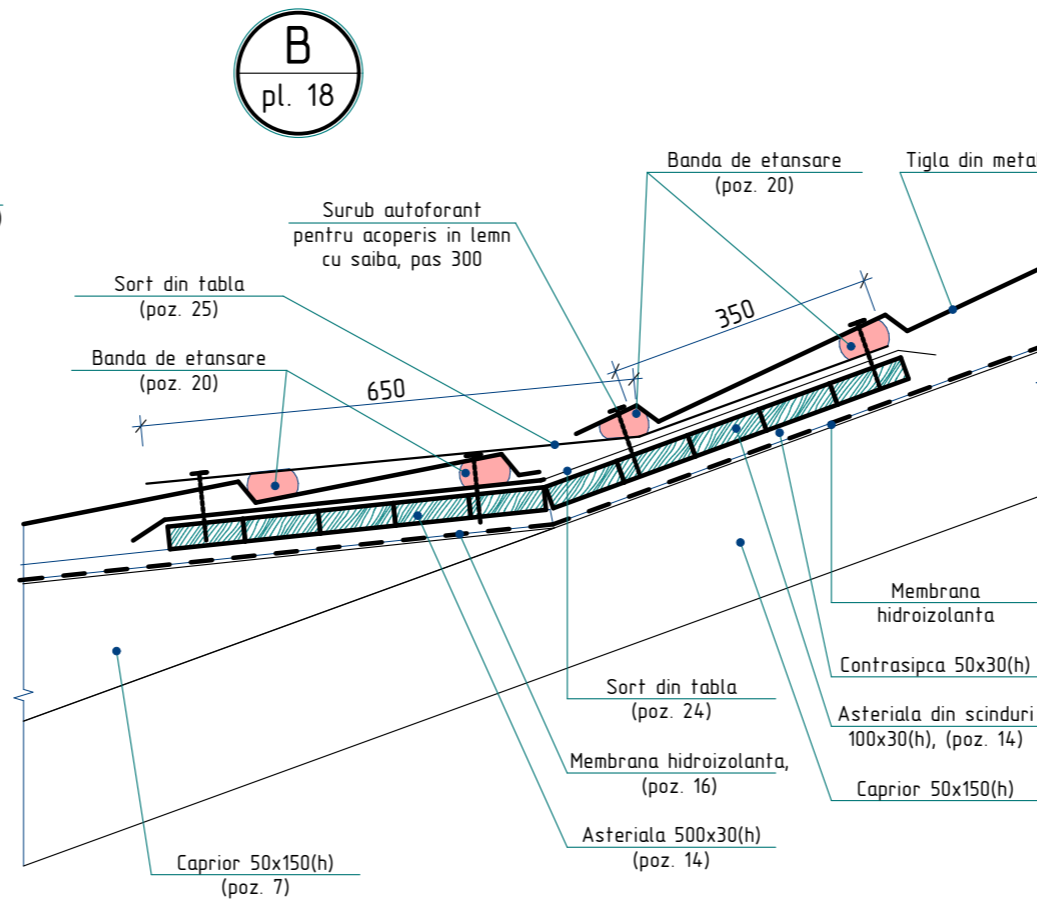 B
pl. 18
)
Banda de etansare
(poz. 20)
Tigla din meta
Surub autoforant
pentru acoperis in lemn
cu saiba, pas 300
Sort din tabla
(poz. 25)
350
Banda de etansare
(poz. 20)
650
Membrana
hidroizolanta
Contrasipca 50x30(h)
Sort din tabla
(poz. 24)
Asteriala din scinduri
100x30(h), (poz. 14)
Membrana hidroizolanta,
(poz. 16)
Caprior 50x150(h)
Asteriala 500x30(h)
(poz. 14)
Caprior 50x150(h)
(poz. 7)